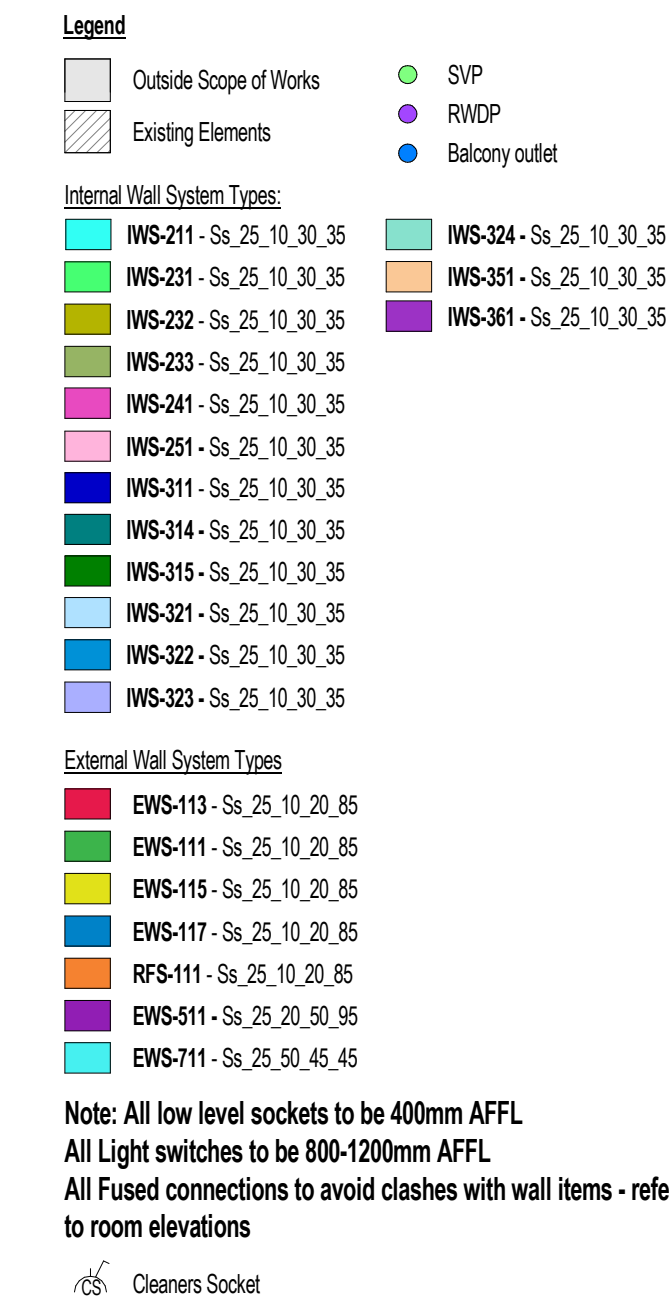 Legend
Outside Scope of Works
Existing Elements
SVP
RWDP
Balcony outlet
Internal Wall System Types:
IWS-211 - Ss_25_10_30_35
IWS-231 - Ss_25_10_30_35
IWS-232 - Ss_25_10_30_35
IWS-233 - Ss_25_10_30_35
IWS-241 - Ss_25_10_30_35
IWS-251 - Ss_25_10_30_35
IWS-311 - Ss_25_10_30_35
IWS-314 - Ss_25_10_30_35
IWS-315 - Ss_25_10_30_35
IWS-321 - Ss_25_10_30_35
IWS-322 - Ss_25_10_30_35
IWS-323 - Ss_25_10_30_35
IWS-324 - Ss_25_10_30_35
IWS-351 - Ss_25_10_30_35
IWS-361 - Ss_25_10_30_35
External Wall System Types
EWS-113 - Ss_25_10_20_85
EWS-111 - Ss_25_10_20_85
EWS-115 - Ss_25_10_20_85
EWS-117 - Ss_25_10_20_85
RFS-111 - Ss_25_10_20_85
EWS-511 - Ss_25_20_50_95
EWS-711 - Ss_25_50_45_45
Note: All low level sockets to be 400mm AFFL
All Light switches to be 800-1200mm AFFL
All Fused connections to avoid clashes with wall items - refe
to room elevations
CS Cleaners Socket